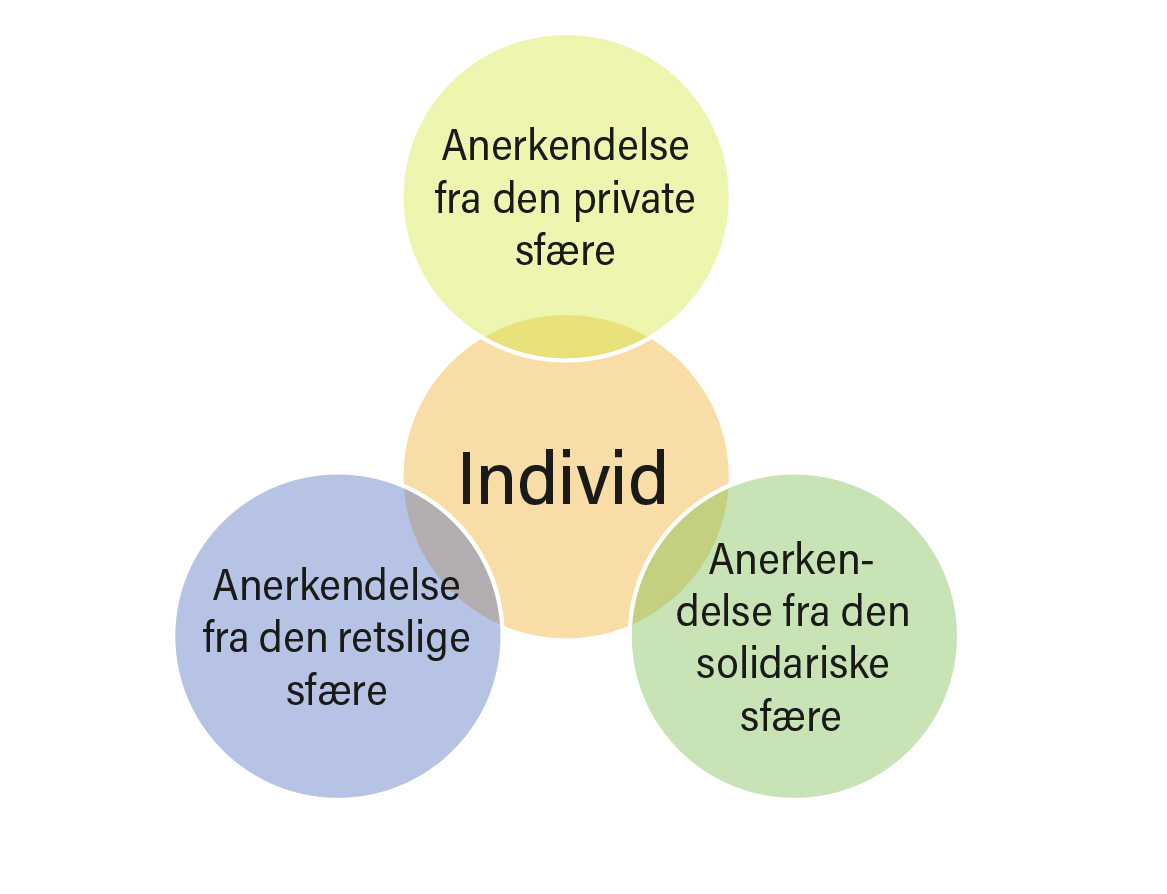 Anerkendelse
fra den private
sfære
Individ
Anerkendelse
fra den retslige
sfære
Anerken-
delse fra den
solidariske
sfære